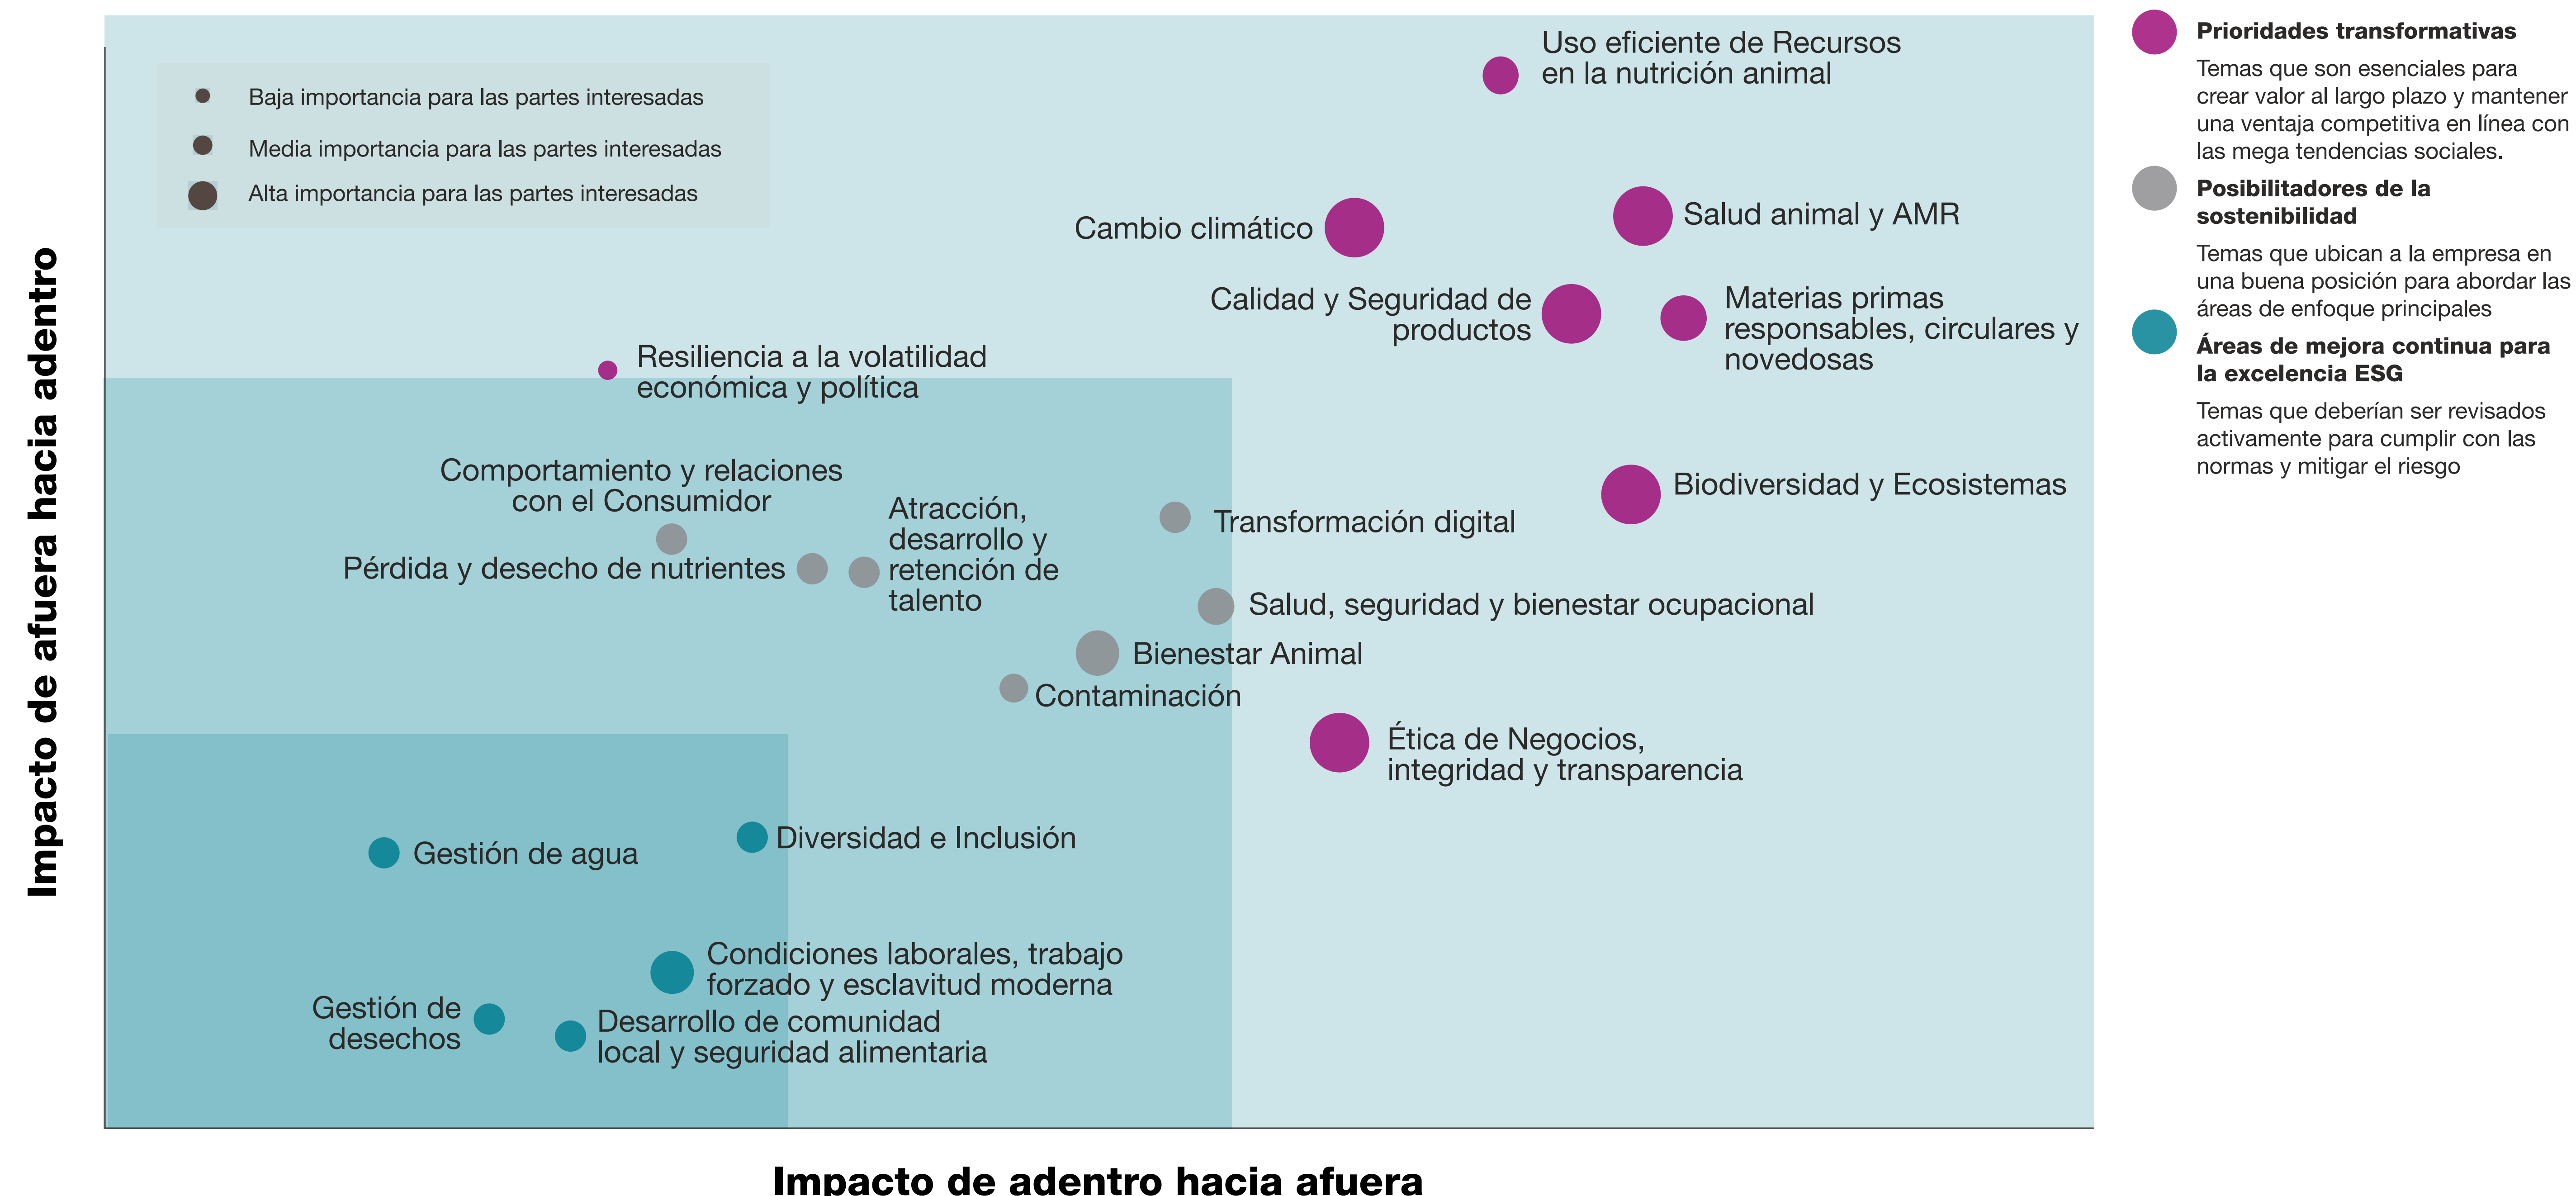 Impacto de afuera hacia adentro
Baja importancia para las partes interesadas
Media importancia para las partes interesadas
Alta importancia para las partes interesadas
Uso eficiente de Recursos
en la nutrición animal
Cambio climático
Salud animal y AMR
Calidad y Seguridad de
productos
Materias primas
responsables, circulares y
novedosas
Resiliencia a la volatilidad
económica y política
Comportamiento y relaciones
con el Consumidor
Pérdida y desecho de nutrientes
Atracción,
desarrollo y
retención de
talento
Transformación digital
Biodiversidad y Ecosistemas
Salud, seguridad y bienestar ocupacional
Bienestar Animal
Contaminación
Ética de Negocios,
integridad y transparencia
Gestión de agua
Diversidad e Inclusión
Condiciones laborales, trabajo
forzado y esclavitud moderna
Gestión de
desechos
Desarrollo de comunidad
local y seguridad alimentaria
Impacto de adentro hacia afuera
Prioridades transformativas
Temas que son esenciales para
crear valor al largo plazo y mantener
una ventaja competitiva en línea con
las mega tendencias sociales.
Posibilitadores de la
sostenibilidad
Temas que ubican a la empresa en
una buena posición para abordar las
áreas de enfoque principales
Áreas de mejora continua para
la excelencia ESG
Temas que deberían ser revisados
activamente para cumplir con las
normas y mitigar el riesgo